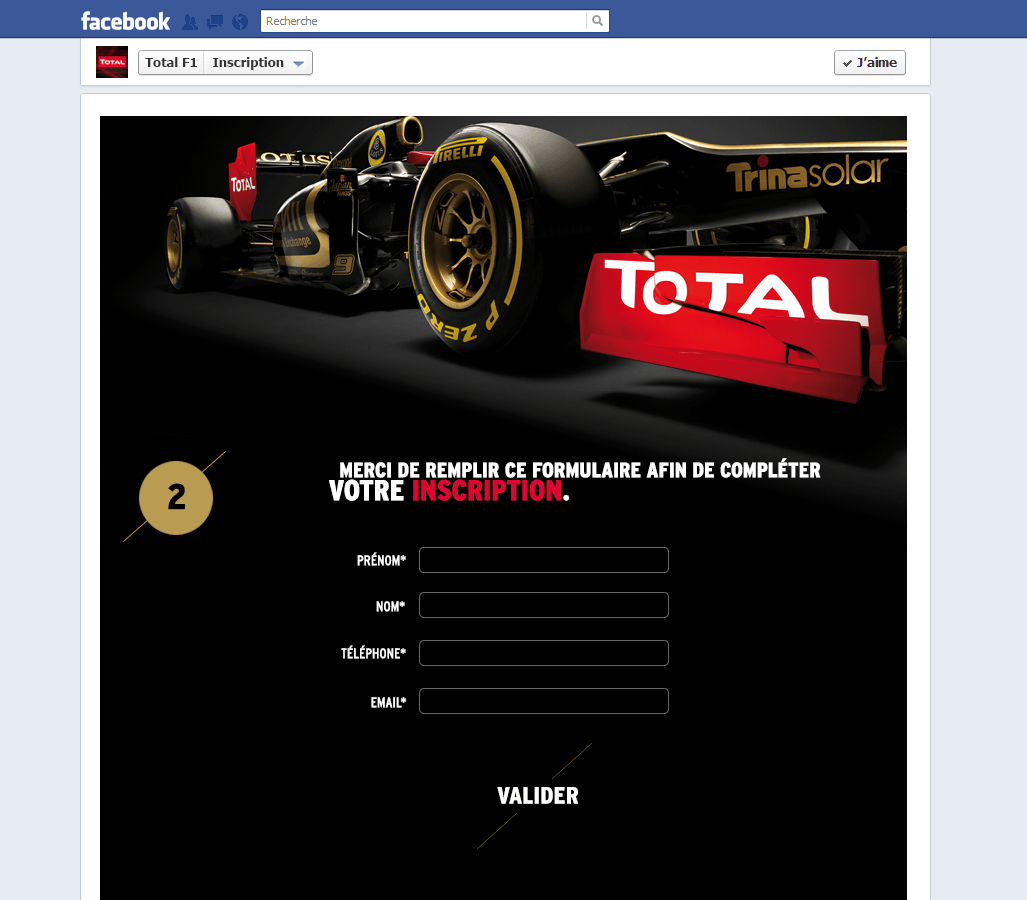 facebook
Recherche
TOTAL
Total F1
Inscription
J'aime
LOTUS
TOTAL
PIRELLI
P ZERO
Trinasolar
TOTAL
9
2
MERCI DE REMPLIR CE FORMULAIRE AFIN DE COMPLÉTER
VOTRE INSCRIPTION.
PRÉNOM*
NOM*
TÉLÉPHONE*
EMAIL*
VALIDER